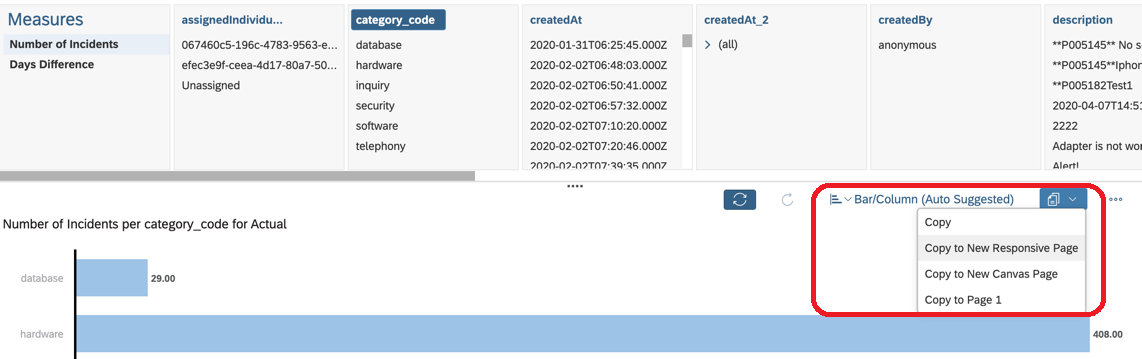 Measures
Number of Incidents
Days Difference
assignedIndividu...
067460c5-196c-4783-9563-e...
efec3e9f-ceea-4d17-80a7-50...
Unassigned
category_code
database
hardware
inquiry
security
software
telephony
createdAt
2020-01-31T06:25:45.000Z
2020-02-02T06:48:03.000Z
2020-02-02T06:50:41.000Z
2020-02-02T06:57:32.000Z
2020-02-02T07:10:20.000Z
2020-02-02T07:20:46.000Z
2020-02-02T07:39:35.000Z
createdAt_2
(all)
createdBy
anonymous
description
**P005145** No s
**P005145**Iphon
**P005182Test1
2020-04-07T14:51
2222
Adapter is not wor
Alert!
Bar/Column (Auto Suggested)
Copy
Copy to New Responsive Page
Copy to New Canvas Page
Copy to Page 1
Number of Incidents per category_code for Actual
database
29.00
hardware
408.00